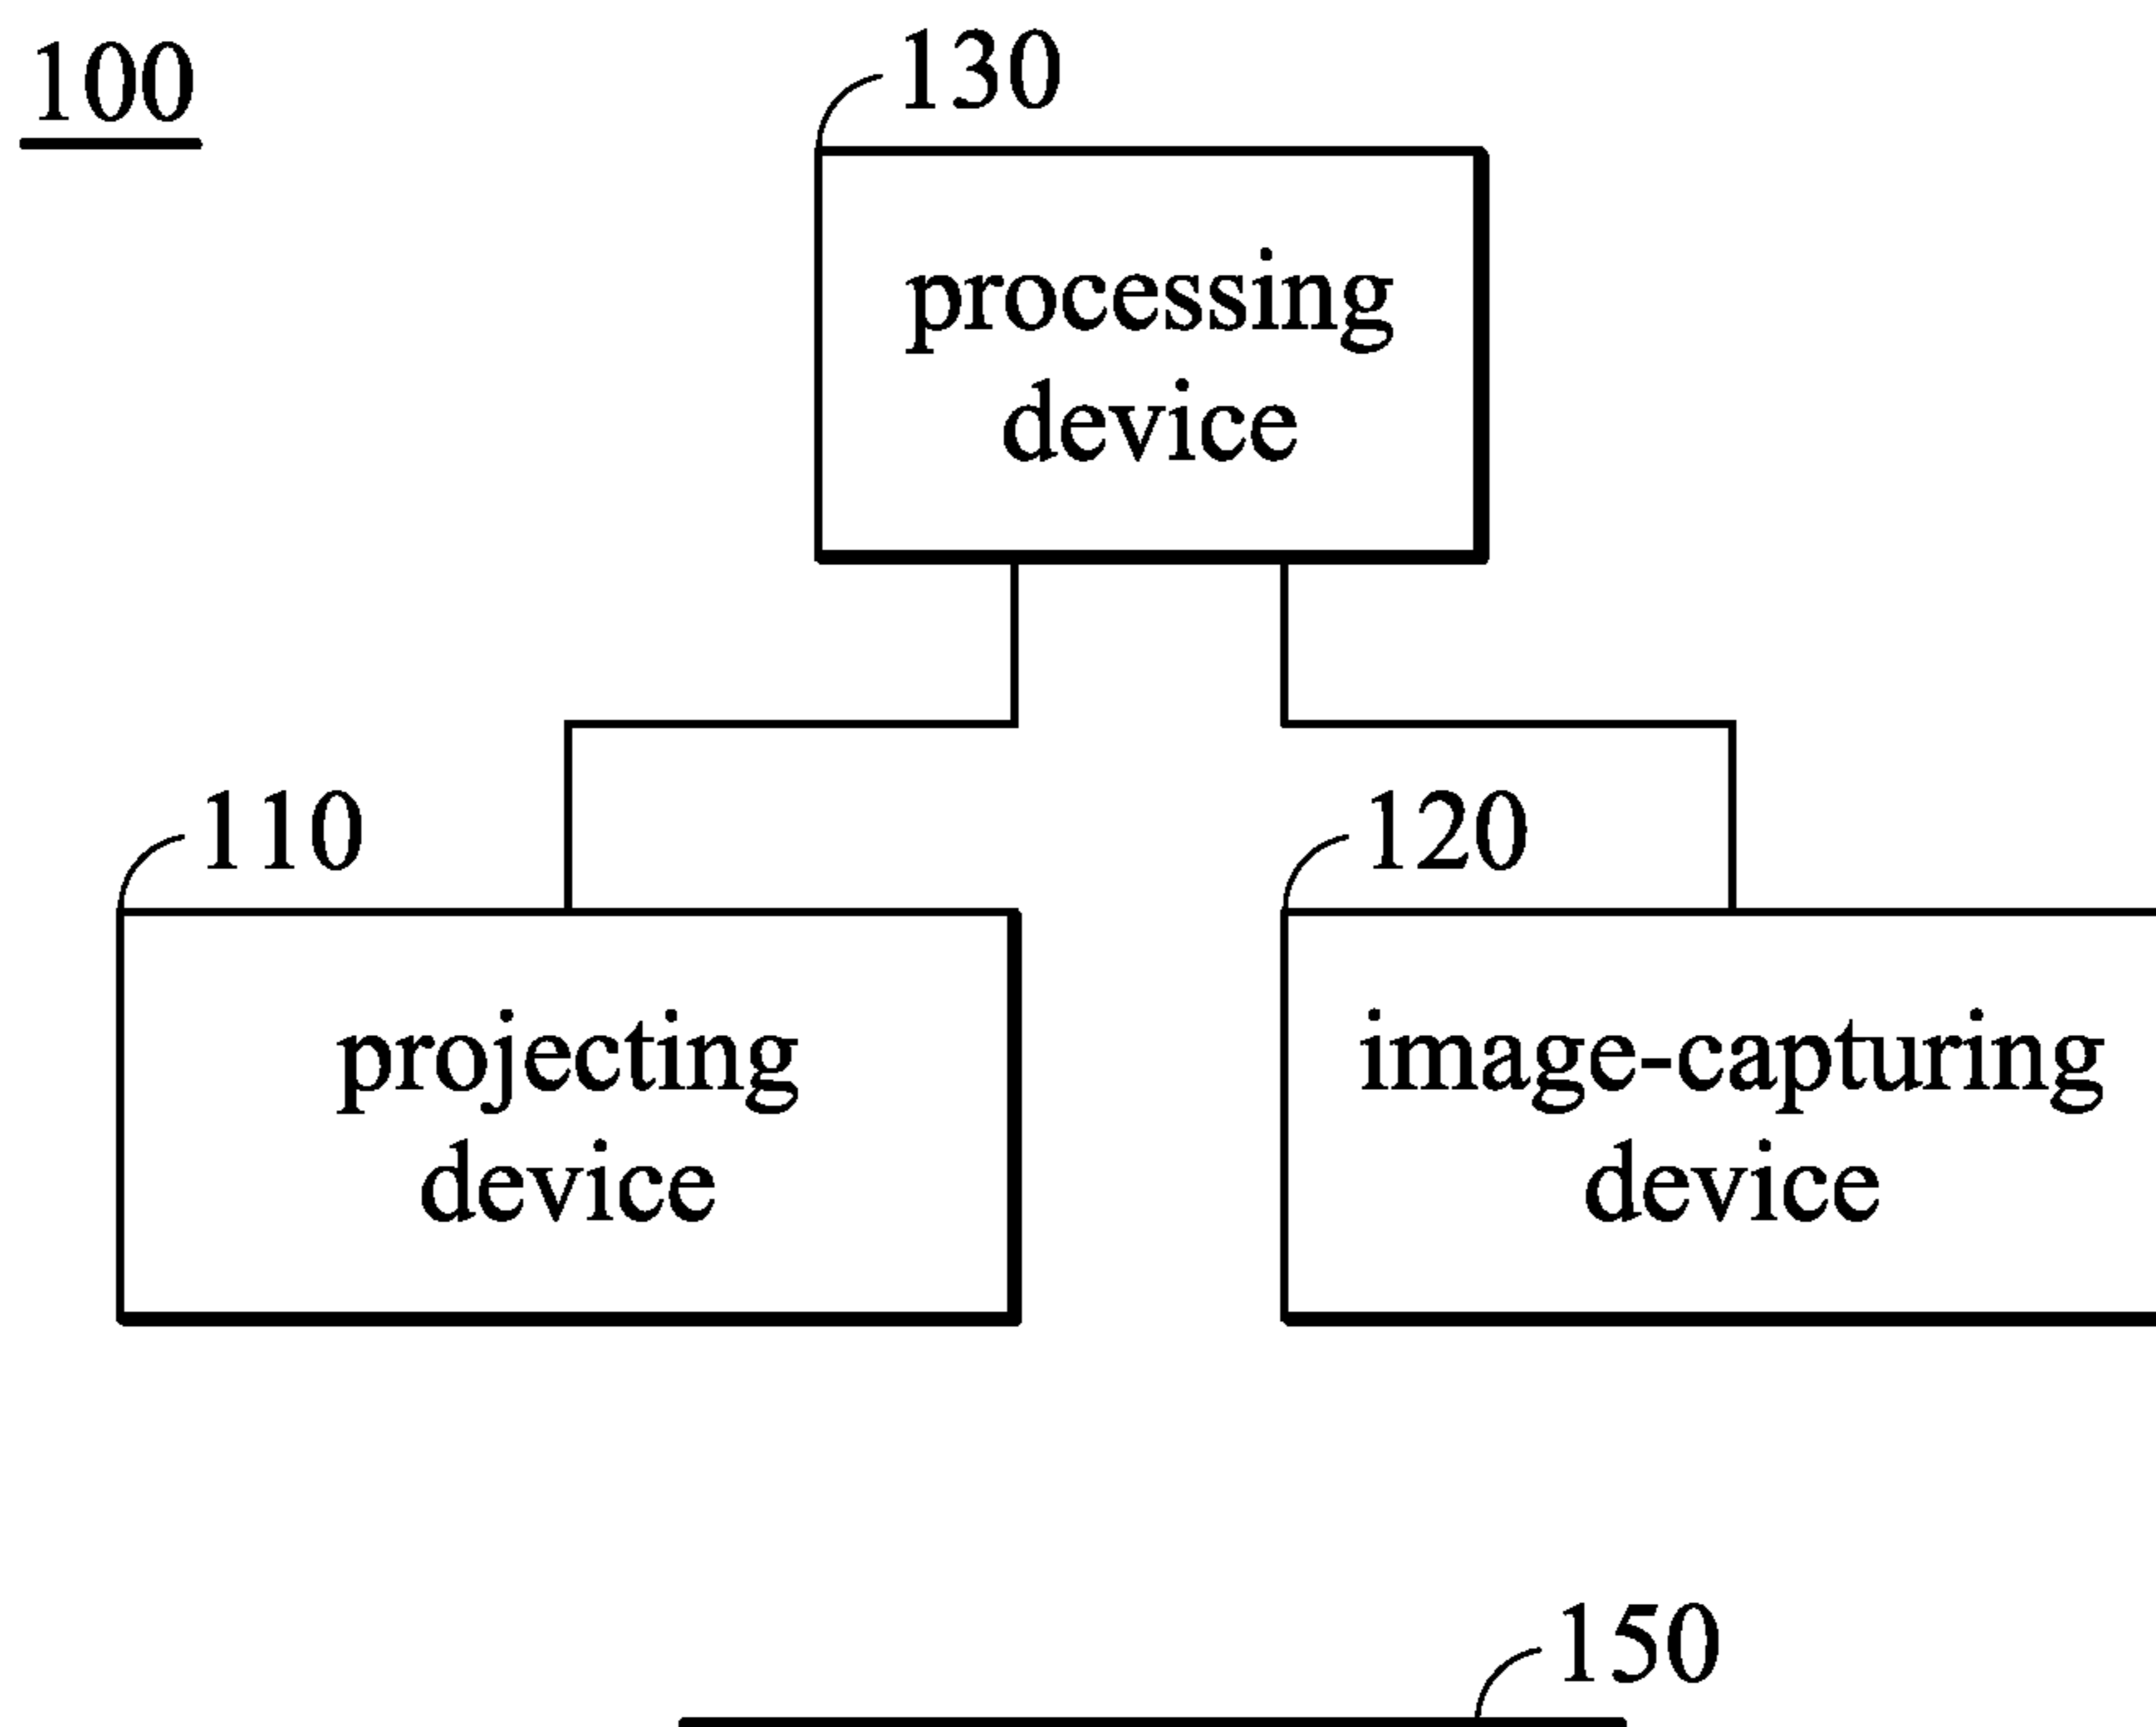 100
130
processing
device
110
120
projecting
device
image-capturing
device
150